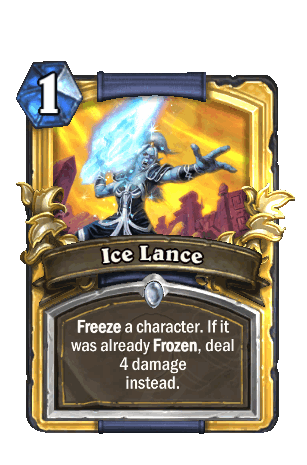 1
Ice Lance
Freeze a character. If it
was already Frozen, deal
4 damage
instead.